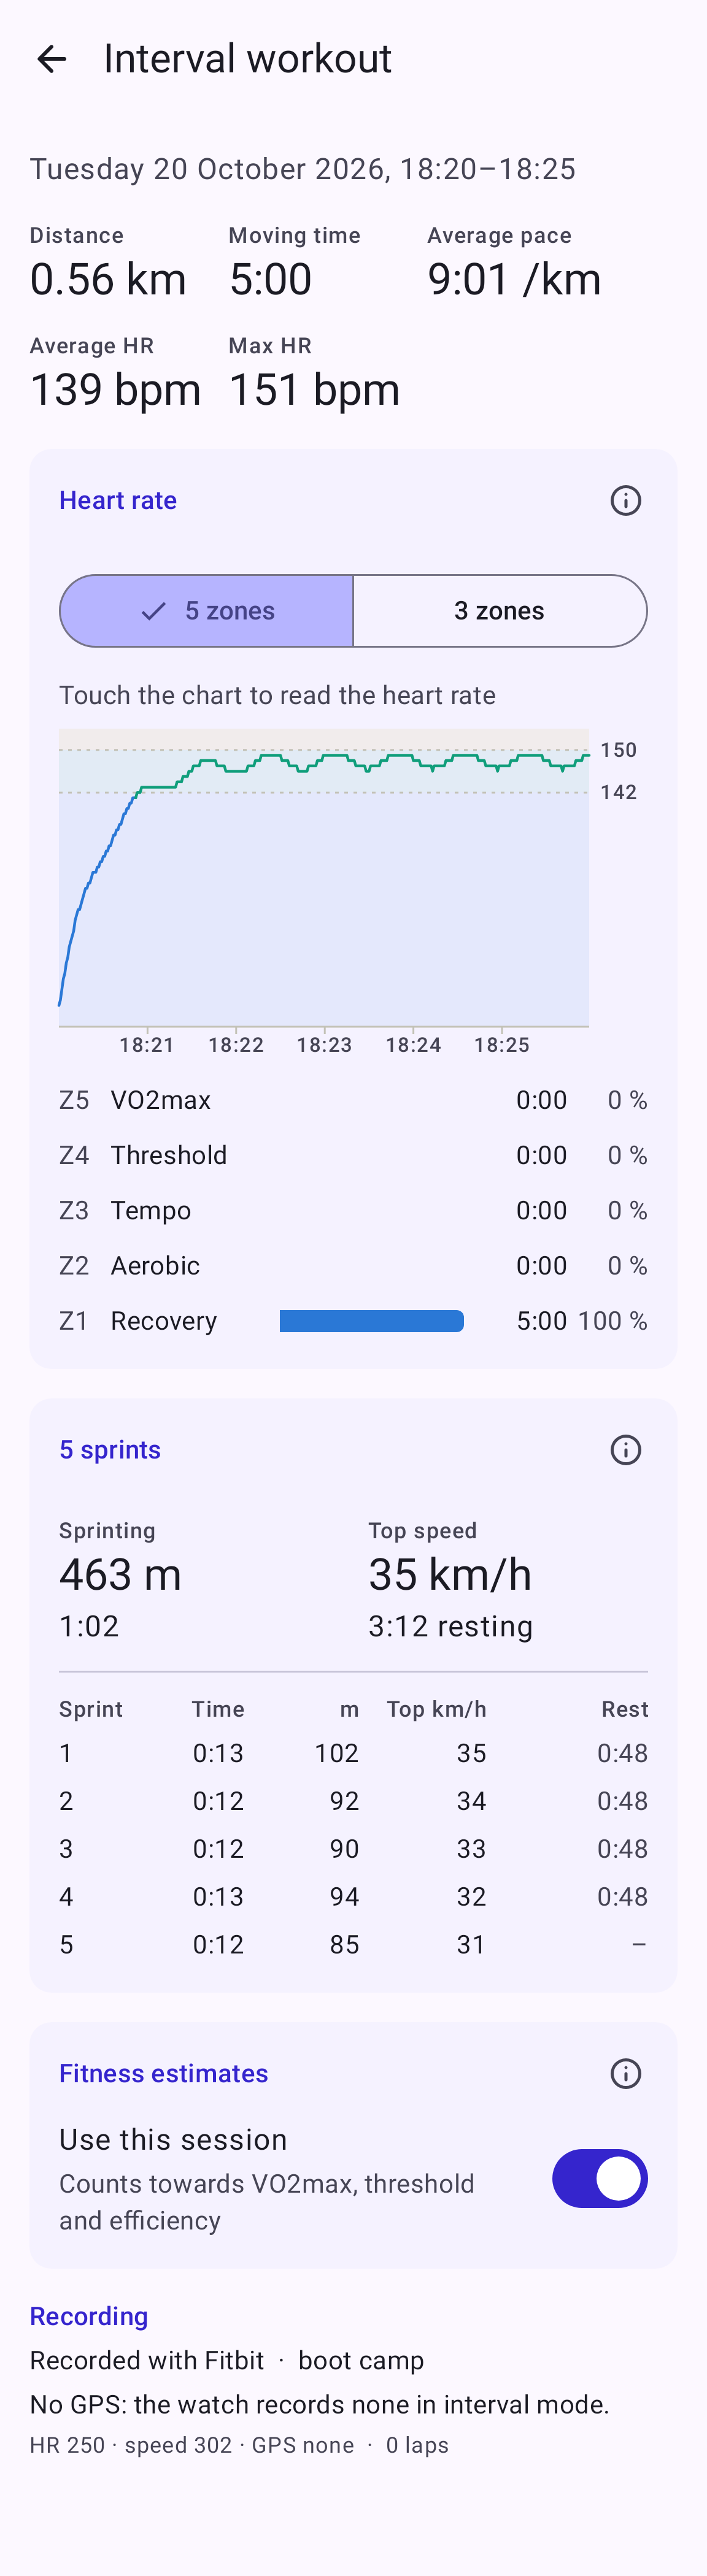 Interval workout
Tuesday 20 October 2026, 18:20–18:25
Distance Moving time Average pace
0.56 km 5:00 9:01 /km
Average HR Max HR
139 bpm 151 bpm
Heart rate
5 zones 3 zones
Touch the chart to read the heart rate
150
142
18:21 18:22 18:23 18:24 18:25
Z5 VO2max 0:00 0 %
Z4 Threshold 0:00 0 %
Z3 Tempo 0:00 0 %
Z2 Aerobic 0:00 0 %
Z1 Recovery 5:00 100 %
5 sprints
Sprinting Top speed
463 m 35 km/h
1:02 3:12 resting
Sprint Time m Top km/h Rest
1 0:13 102 35 0:48
2 0:12 92 34 0:48
3 0:12 90 33 0:48
4 0:13 94 32 0:48
5 0:12 85 31 –
Fitness estimates
Use this session
Counts towards VO2max, threshold
and efficiency
Recording
Recorded with Fitbit · boot camp
No GPS: the watch records none in interval mode.
HR 250 · speed 302 · GPS none · 0 laps